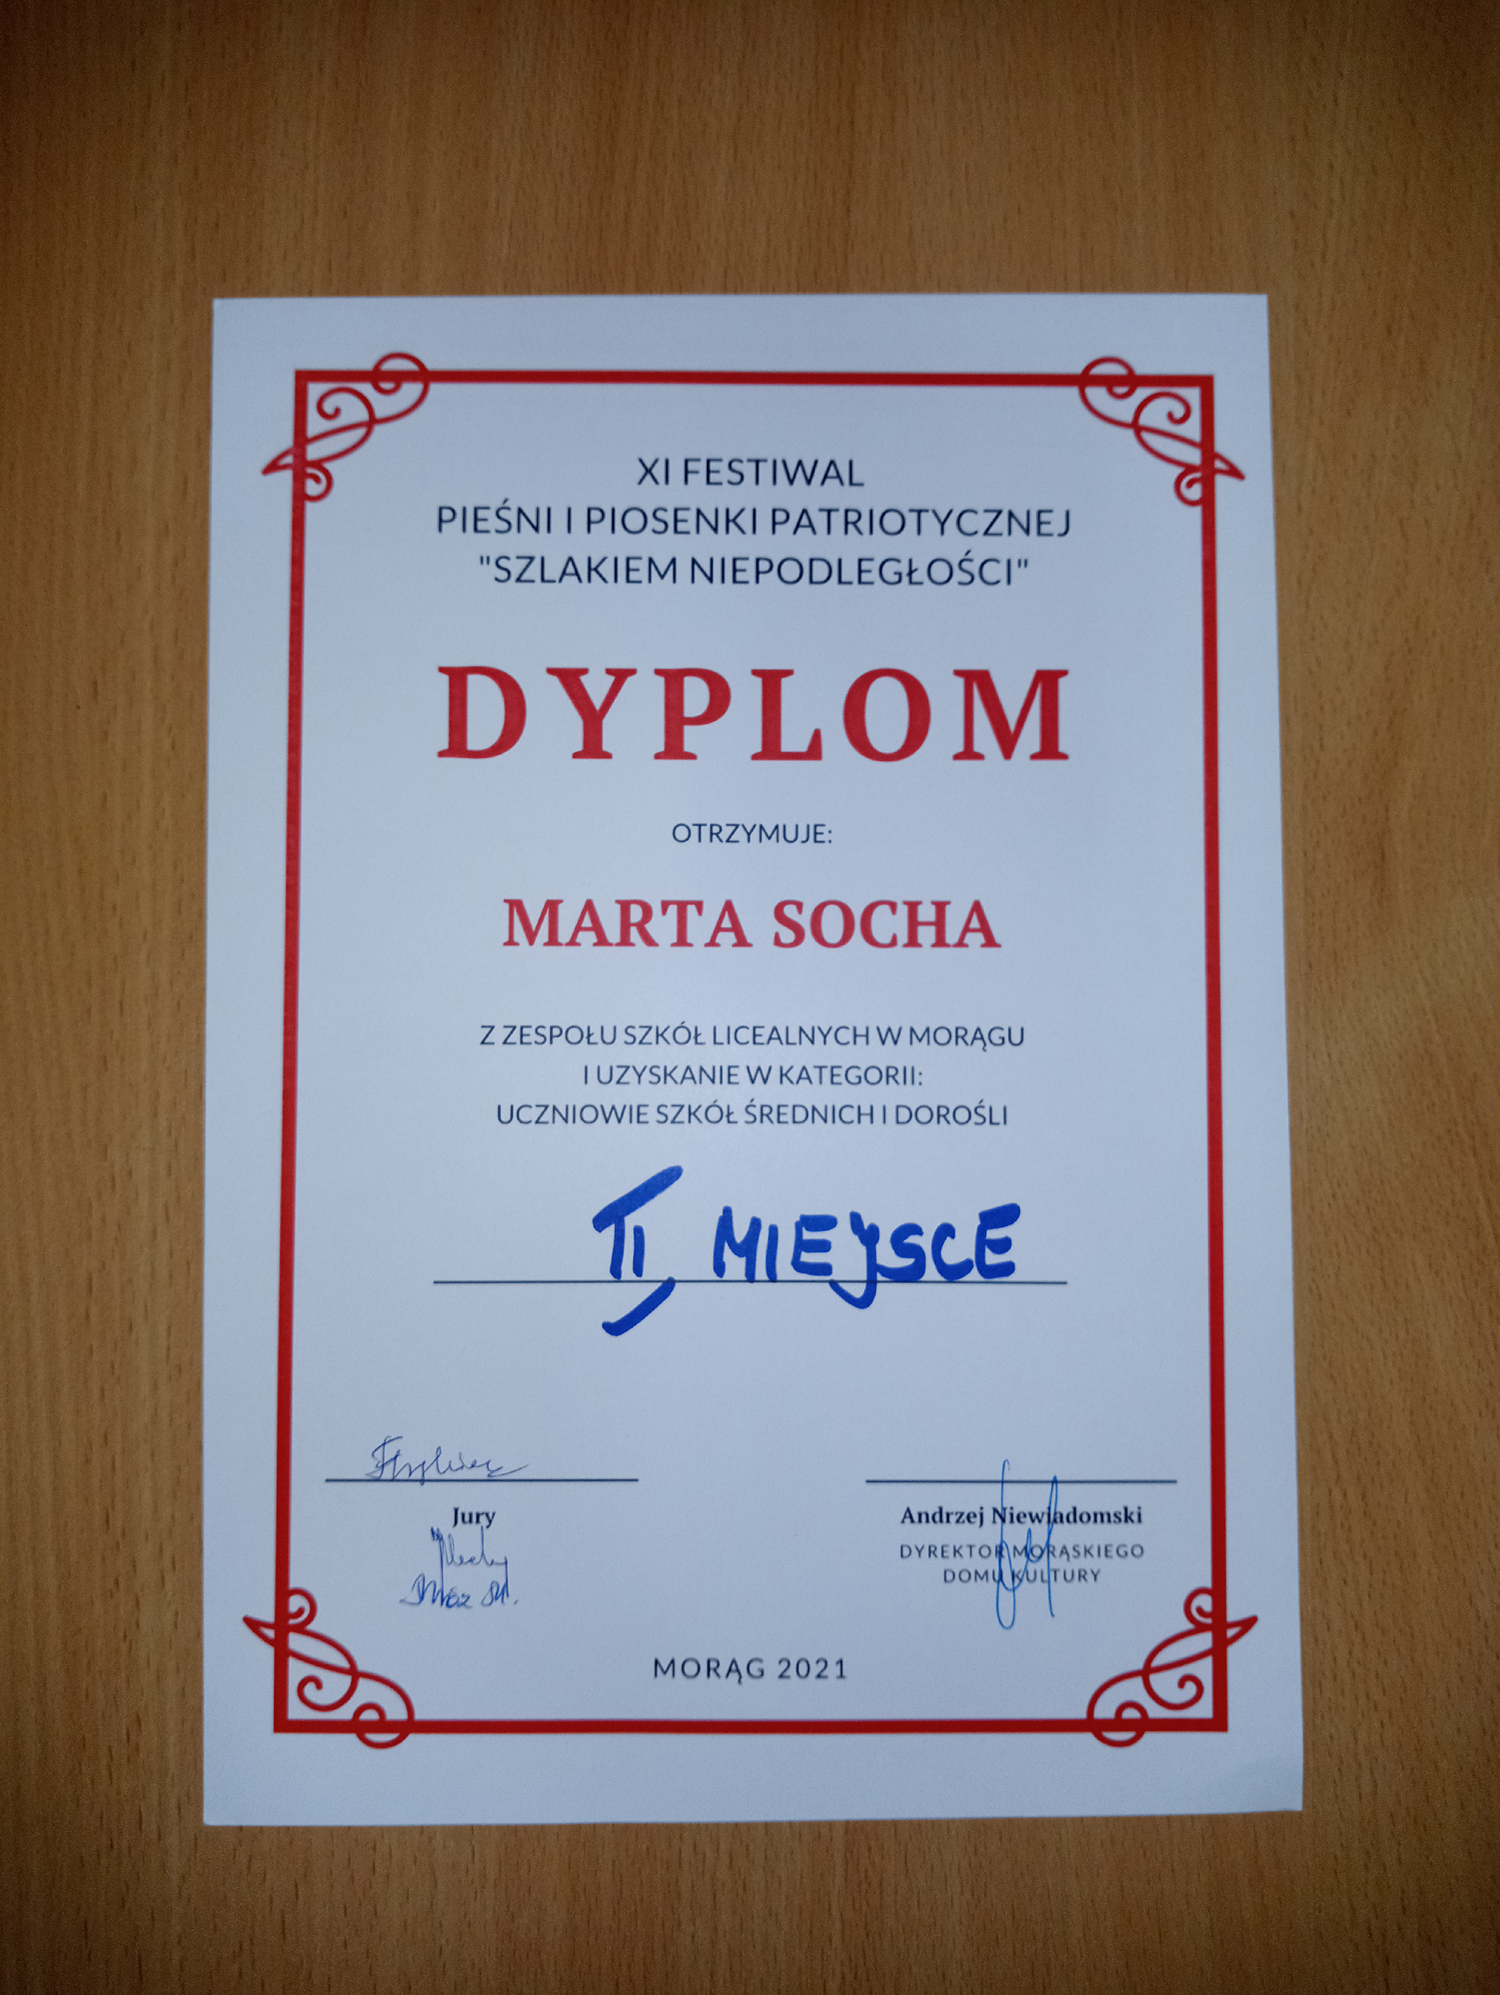 XI FESTIWAL
PIEŚNI I PIOSENKI PATRIOTYCZNEJ
"SZLAKIEM NIEPODLEGŁOŚCI"
DYPLOM
OTRZYMUJE:
MARTA SOCHA
Z ZESPOŁU SZKÓŁ LICEALNYCH W MORĄGU
I UZYSKANIE W KATEGORII:
UCZNIOWIE SZKÓŁ ŚREDNICH I DOROŚLI
II MIEJSCE
Jury
Andrzej Niewiadomski
DYREKTOR MORĄSKIEGO
DOMU KULTURY
MORĄG 2021